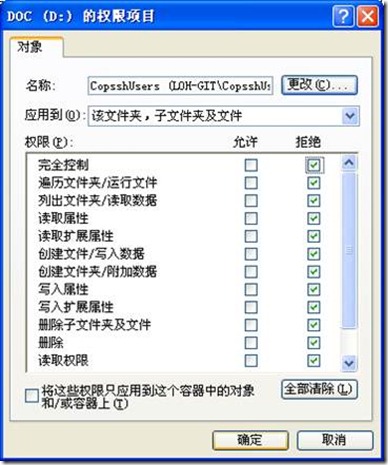 DOC (D:) 的权限项目
对象
名称: CopsshUsers (LOH-GIT\CopsshUs 更改(C)...
应用到(O): 该文件夹,子文件夹及文件
权限(P): 允许 拒绝
完全控制
遍历文件夹/运行文件
列出文件夹/读取数据
读取属性
读取扩展属性
创建文件/写入数据
创建文件夹/附加数据
写入属性
写入扩展属性
删除子文件夹及文件
删除
读取权限
将这些权限只应用到这个容器中的对象
和/或容器上(T)
全部清除(L)
确定 取消